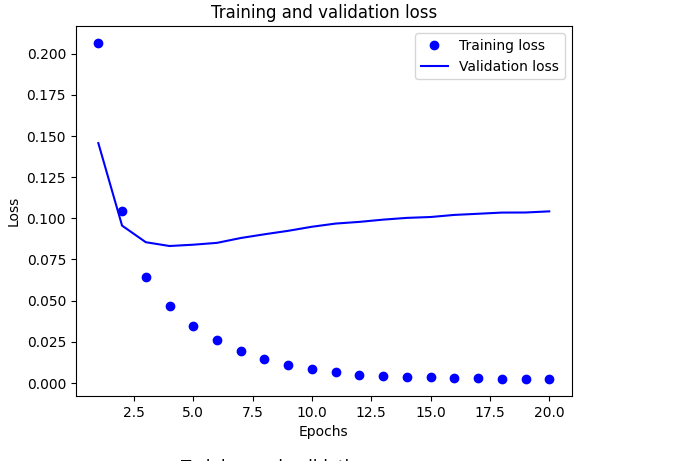 Training and validation loss
Training loss
Validation loss
0.200
0.175
0.150
0.125
0.100
0.075
0.050
0.025
0.000
Loss
2.5 5.0 7.5 10.0 12.5 15.0 17.5 20.0
Epochs